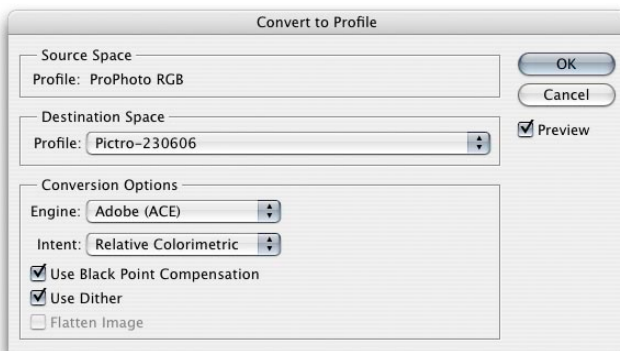 Convert to Profile
Source Space
Profile: ProPhoto RGB
OK
Cancel
Preview
Destination Space
Profile: Pictro-230606
Conversion Options
Engine: Adobe (ACE)
Intent: Relative Colorimetric
Use Black Point Compensation
Use Dither
Flatten Image